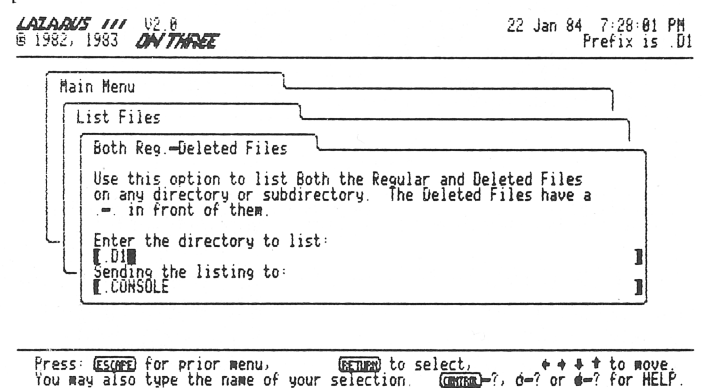 LAZARUS /// V2.0 22 Jan 84 7:28:01 PM
© 1982, 1983 ON THREE Prefix is .D1
Main Menu
List Files
Both Reg.-Deleted Files
Use this option to list Both the Regular and Deleted Files
on any directory or subdirectory. The Deleted Files have a
.-. in front of them.
Enter the directory to list:
[.D1 ]
Sending the listing to:
[.CONSOLE ]
Press: ESCAPE for prior menu, RETURN to select, ← → ↓ ↑ to move.
You may also type the name of your selection. CONTROL-?, -? or -? for HELP.